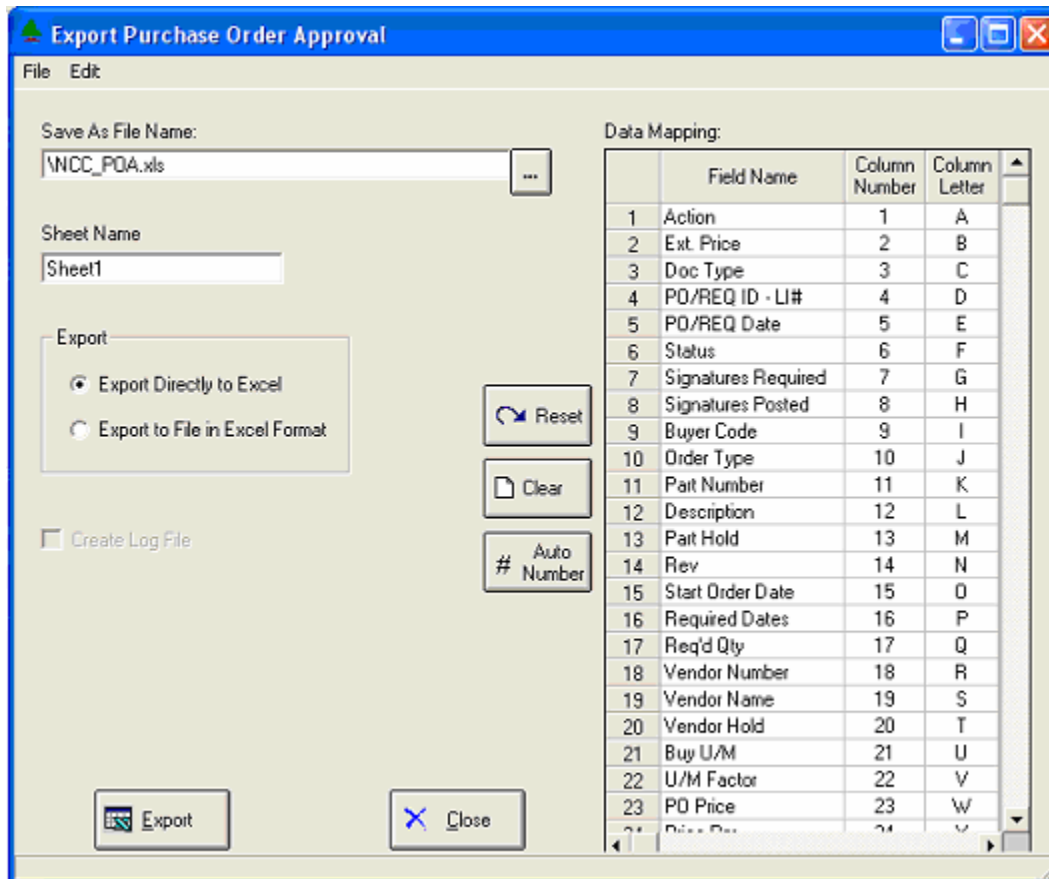 Export Purchase Order Approval
File Edit
Save As File Name:
\NCC_POA.xls
...
Sheet Name
Sheet1
Export
Export Directly to Excel
Export to File in Excel Format
Create Log File
Reset
Clear
# Auto Number
Export
Close
Data Mapping:
Field Name Column Number Column Letter
1 Action 1 A
2 Ext. Price 2 B
3 Doc Type 3 C
4 PO/REQ ID - LI# 4 D
5 PO/REQ Date 5 E
6 Status 6 F
7 Signatures Required 7 G
8 Signatures Posted 8 H
9 Buyer Code 9 I
10 Order Type 10 J
11 Part Number 11 K
12 Description 12 L
13 Part Hold 13 M
14 Rev 14 N
15 Start Order Date 15 O
16 Required Dates 16 P
17 Req'd Qty 17 Q
18 Vendor Number 18 R
19 Vendor Name 19 S
20 Vendor Hold 20 T
21 Buy U/M 21 U
22 U/M Factor 22 V
23 PO Price 23 W